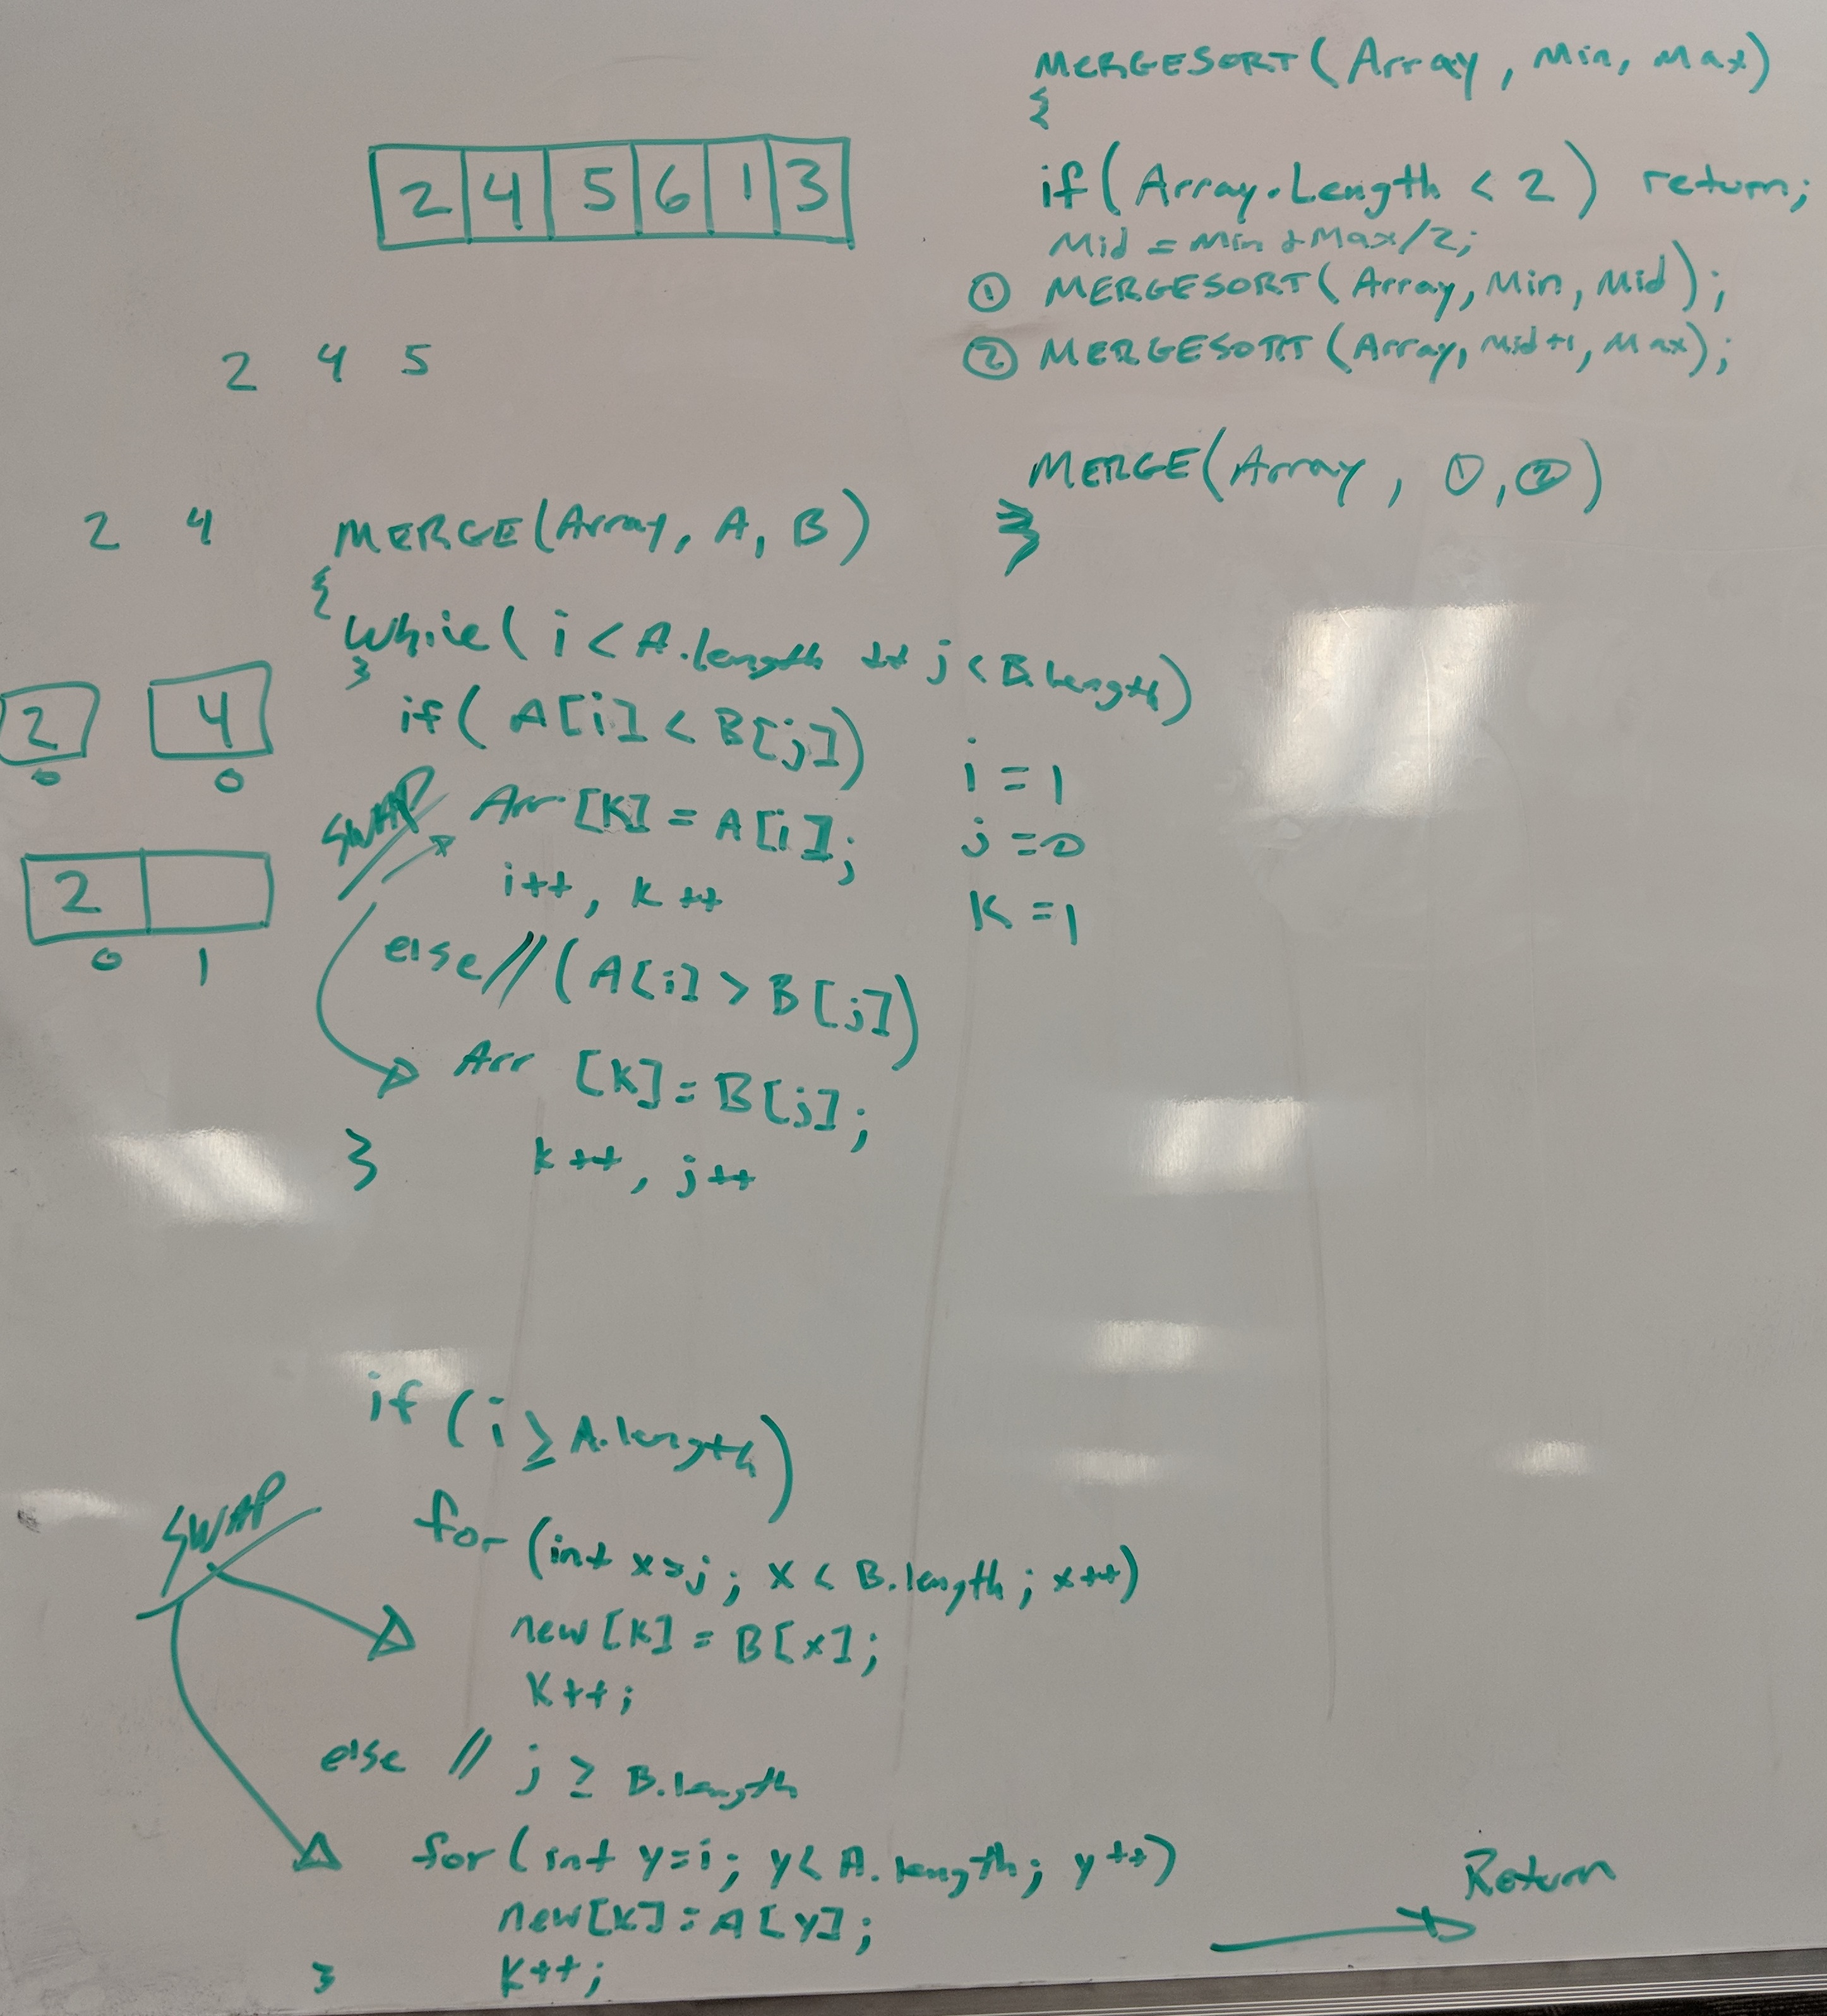 MERGESORT(Array, Min, Max)
{
if(Array.Length < 2) return;
Mid = Min + Max/2;
① MERGESORT(Array, Min, Mid);
② MERGESORT(Array, Mid+1, Max);
MERGE(Array, ①, ②)
}
2 4 5 6 1 3
2 4 5
2 4
2 4
0 0
2
0 1
MERGE(Array, A, B)
{
while( i < A.length && j < B.length)
{
if( A[i] < B[j])
SWAP
Arr[K] = A[i];
i++, k++
else //(A[i] > B[j])
Arr [K] = B[j];
k++, j++
}
i = 1
j = 0
K = 1
if (i ≥ A.length)
SWAP
for (int x=j; x < B.length; x++)
new[K] = B[x];
K++;
else // j ≥ B.length
for (int y=i; y < A.length; y++)
new[K] = A[y];
K++;
}
Return